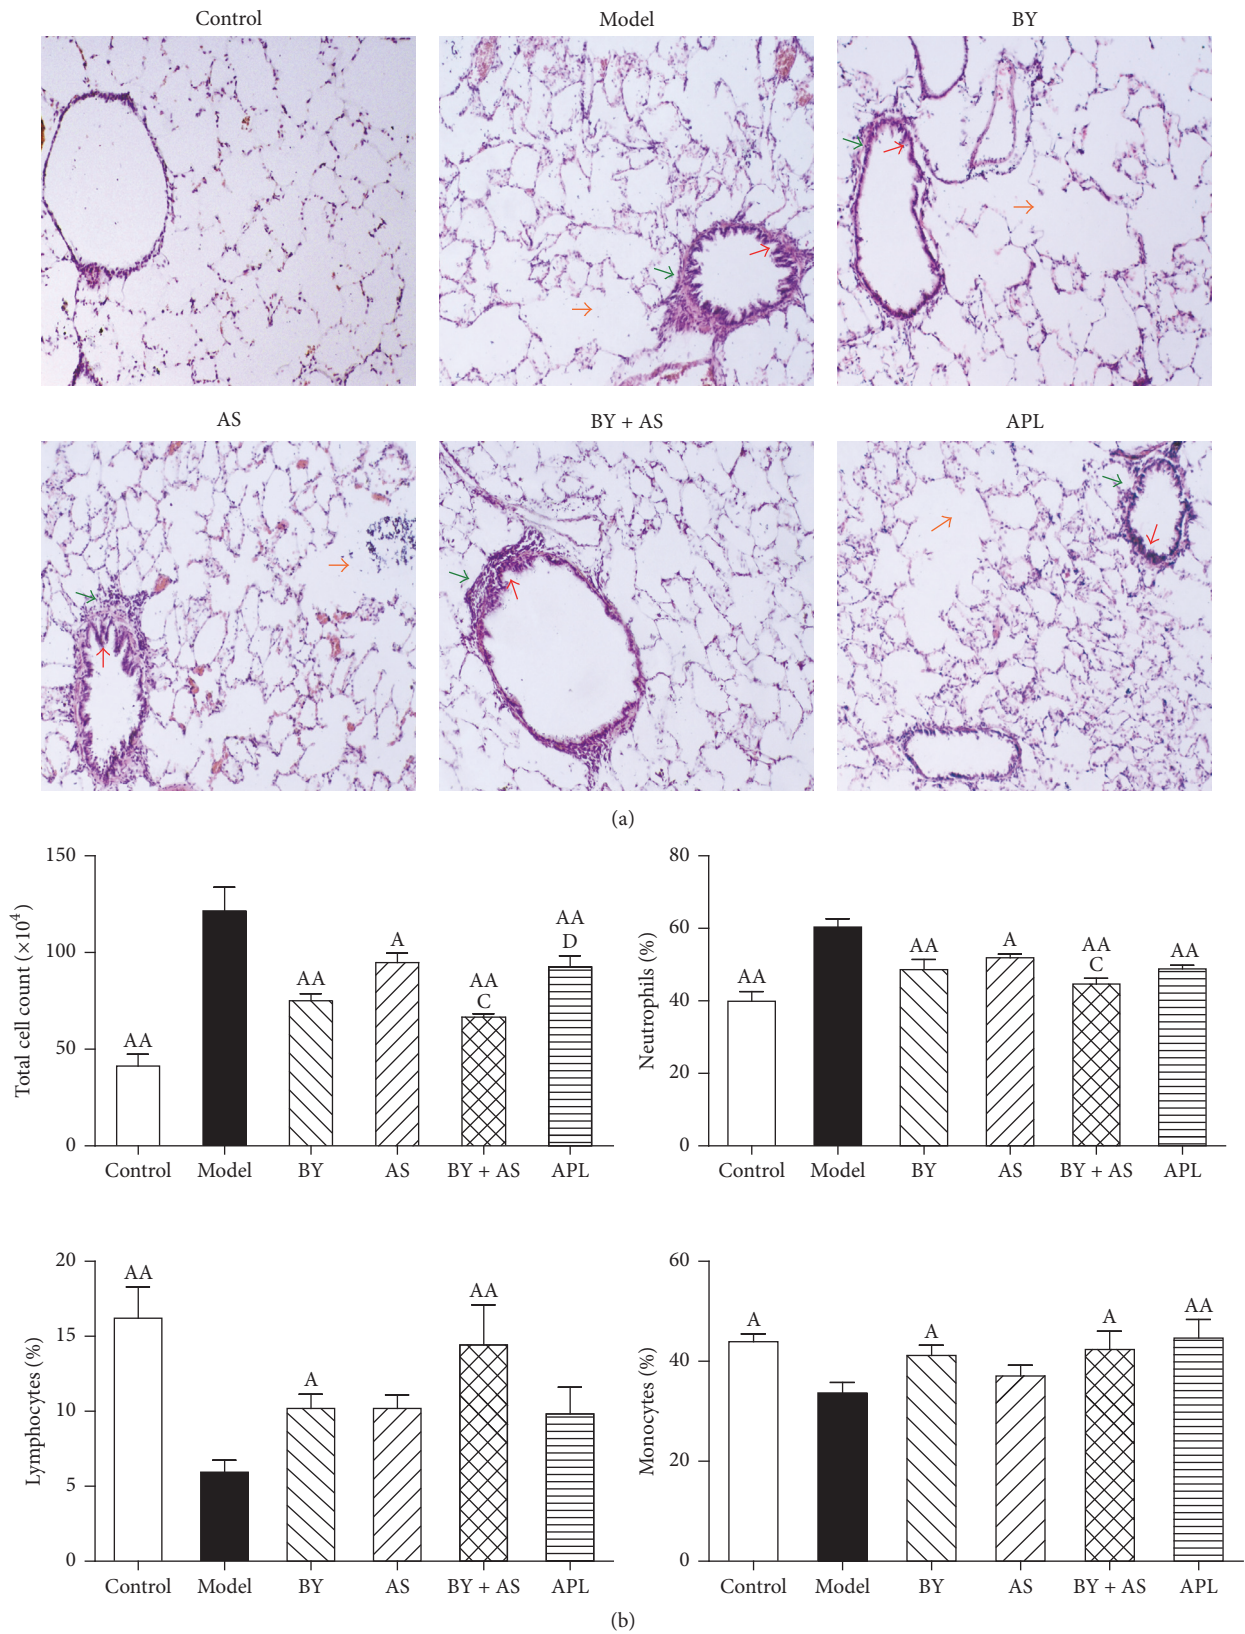 Control Model BY
AS BY + AS APL
(a)
Total cell count (×10⁴)
150
100
50
0
AA
AA
A
AA
C
AA
D
Control Model BY AS BY + AS APL
Neutrophils (%)
80
60
40
20
0
AA
AA
A
AA
C
AA
Control Model BY AS BY + AS APL
Lymphocytes (%)
20
15
10
5
0
AA
A
AA
Control Model BY AS BY + AS APL
Monocytes (%)
60
40
20
0
A
A
A
AA
Control Model BY AS BY + AS APL
(b)